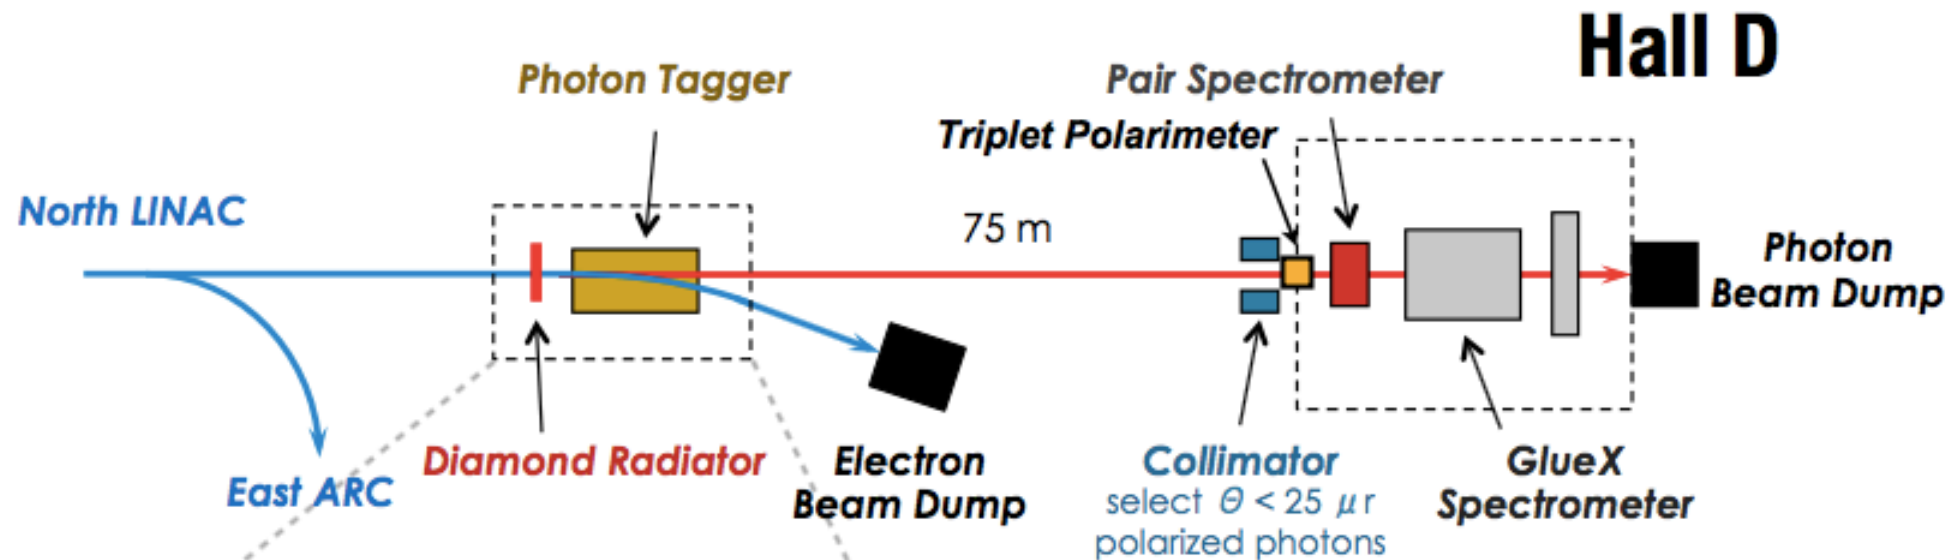 Hall D
Photon Tagger
Pair Spectrometer
Triplet Polarimeter
North LINAC
75 m
Photon
Beam Dump
Diamond Radiator
East ARC
Electron
Beam Dump
Collimator
select θ < 25 μ r
polarized photons
GlueX
Spectrometer